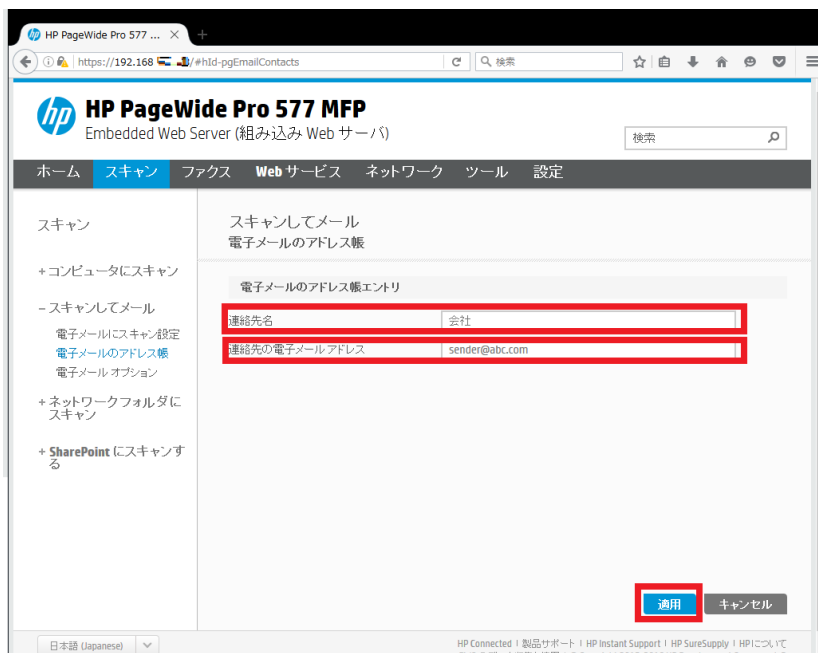 HP PageWide Pro 577 ... × +
https://192.168 /#hId-pgEmailContacts
検索
hp
HP PageWide Pro 577 MFP
Embedded Web Server (組み込み Web サーバ)
検索
ホーム スキャン ファクス Web サービス ネットワーク ツール 設定
スキャン
+ コンピュータにスキャン
- スキャンしてメール
電子メールにスキャン設定
電子メールのアドレス帳
電子メール オプション
+ ネットワークフォルダに
スキャン
+ SharePoint にスキャンす
る
スキャンしてメール
電子メールのアドレス帳
電子メールのアドレス帳エントリ
連絡先名 会社
連絡先の電子メール アドレス sender@abc.com
適用 キャンセル
日本語 (Japanese)
HP Connected | 製品サポート | HP Instant Support | HP SureSupply | HPについて